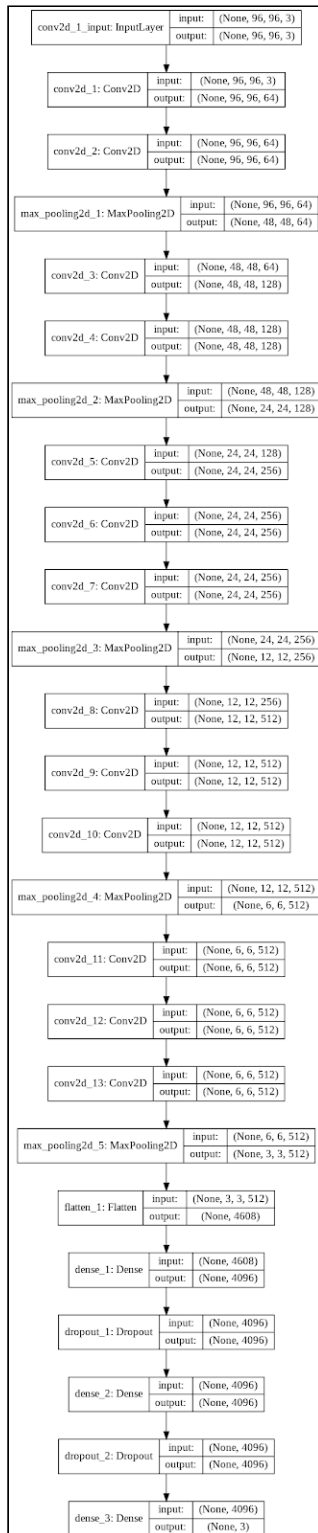 conv2d_1_input: InputLayer input: (None, 96, 96, 3)
output: (None, 96, 96, 3)
conv2d_1: Conv2D input: (None, 96, 96, 3)
output: (None, 96, 96, 64)
conv2d_2: Conv2D input: (None, 96, 96, 64)
output: (None, 96, 96, 64)
max_pooling2d_1: MaxPooling2D input: (None, 96, 96, 64)
output: (None, 48, 48, 64)
conv2d_3: Conv2D input: (None, 48, 48, 64)
output: (None, 48, 48, 128)
conv2d_4: Conv2D input: (None, 48, 48, 128)
output: (None, 48, 48, 128)
max_pooling2d_2: MaxPooling2D input: (None, 48, 48, 128)
output: (None, 24, 24, 128)
conv2d_5: Conv2D input: (None, 24, 24, 128)
output: (None, 24, 24, 256)
conv2d_6: Conv2D input: (None, 24, 24, 256)
output: (None, 24, 24, 256)
conv2d_7: Conv2D input: (None, 24, 24, 256)
output: (None, 24, 24, 256)
max_pooling2d_3: MaxPooling2D input: (None, 24, 24, 256)
output: (None, 12, 12, 256)
conv2d_8: Conv2D input: (None, 12, 12, 256)
output: (None, 12, 12, 512)
conv2d_9: Conv2D input: (None, 12, 12, 512)
output: (None, 12, 12, 512)
conv2d_10: Conv2D input: (None, 12, 12, 512)
output: (None, 12, 12, 512)
max_pooling2d_4: MaxPooling2D input: (None, 12, 12, 512)
output: (None, 6, 6, 512)
conv2d_11: Conv2D input: (None, 6, 6, 512)
output: (None, 6, 6, 512)
conv2d_12: Conv2D input: (None, 6, 6, 512)
output: (None, 6, 6, 512)
conv2d_13: Conv2D input: (None, 6, 6, 512)
output: (None, 6, 6, 512)
max_pooling2d_5: MaxPooling2D input: (None, 6, 6, 512)
output: (None, 3, 3, 512)
flatten_1: Flatten input: (None, 3, 3, 512)
output: (None, 4608)
dense_1: Dense input: (None, 4608)
output: (None, 4096)
dropout_1: Dropout input: (None, 4096)
output: (None, 4096)
dense_2: Dense input: (None, 4096)
output: (None, 4096)
dropout_2: Dropout input: (None, 4096)
output: (None, 4096)
dense_3: Dense input: (None, 4096)
output: (None, 3)